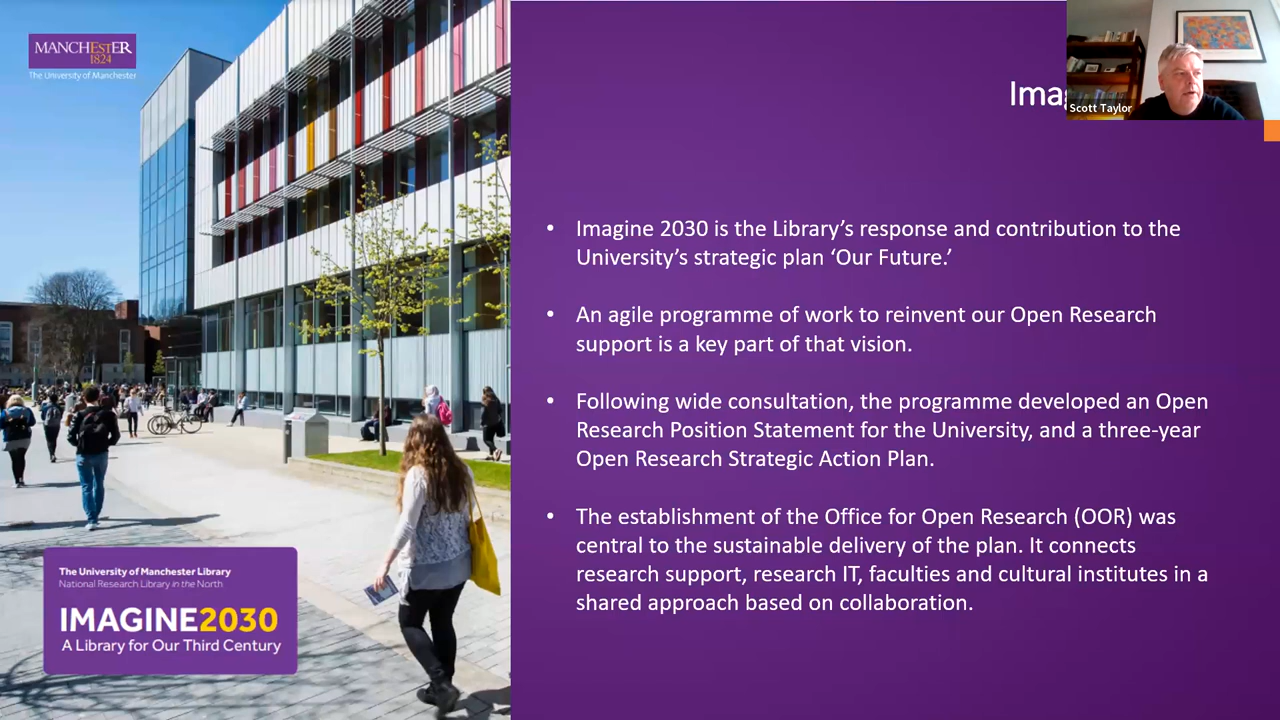 MANCHESTER
1824
The University of Manchester
Scott Taylor
• Imagine 2030 is the Library’s response and contribution to the
University’s strategic plan ‘Our Future.’
• An agile programme of work to reinvent our Open Research
support is a key part of that vision.
• Following wide consultation, the programme developed an Open
Research Position Statement for the University, and a three-year
Open Research Strategic Action Plan.
• The establishment of the Office for Open Research (OOR) was
central to the sustainable delivery of the plan. It connects
research support, research IT, faculties and cultural institutes in a
shared approach based on collaboration.
The University of Manchester Library
National Research Library in the North
IMAGINE2030
A Library for Our Third Century